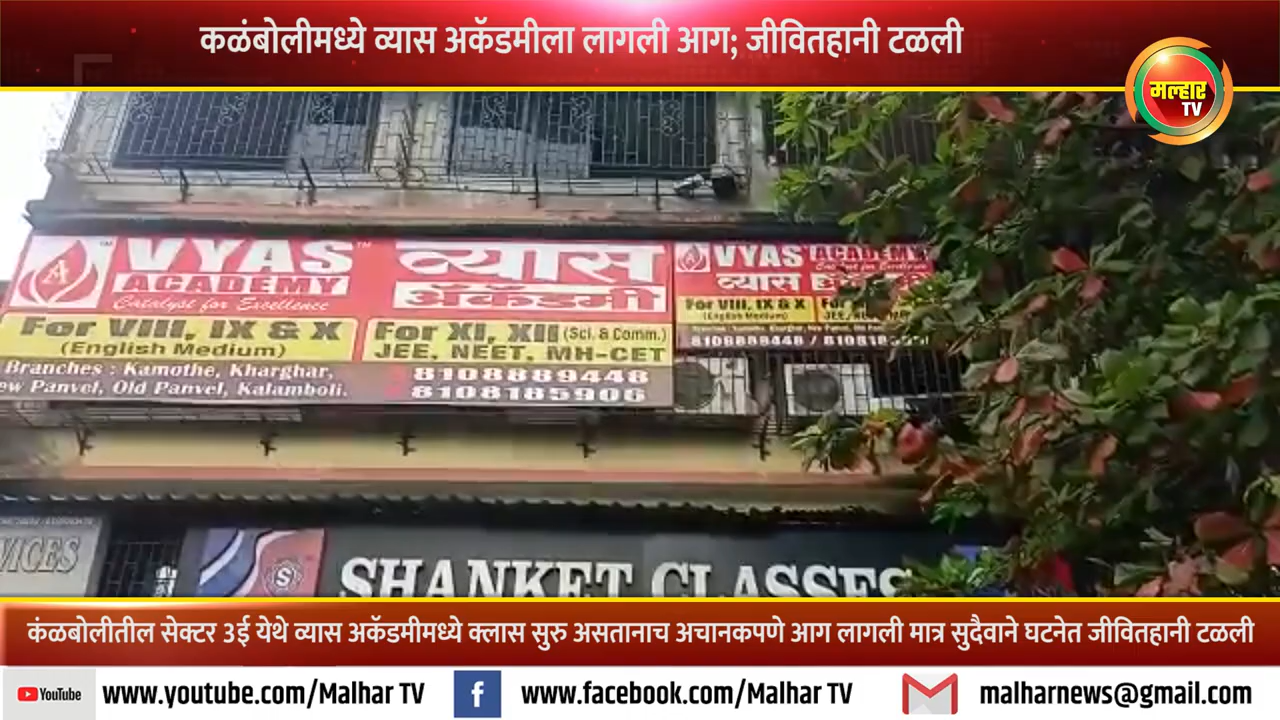 कळंबोलीमध्ये व्यास अकॅडमीला लागली आग; जीवितहानी टळली
मल्हार
TV
VYAS™
ACADEMY
Catalyst for Excellence
व्यास
अॅकॅडमी
For VIII, IX & X
(English Medium)
For XI, XII (Sci. & Comm.)
JEE, NEET, MH-CET
Branches : Kamothe, Kharghar,
ew Panvel, Old Panvel, Kalamboli.
8108889448
8108185906
VYAS ACADEMY
व्यास
For VIII, IX & X
(English Medium)
8108889448 /
VICES
SHANKET CLASSES
कंळबोलीतील सेक्टर 3ई येथे व्यास अकॅडमीमध्ये क्लास सुरु असतानाच अचानकपणे आग लागली मात्र सुदैवाने घटनेत जीवितहानी टळली
YouTube www.youtube.com/Malhar TV www.facebook.com/Malhar TV malharnews@gmail.com